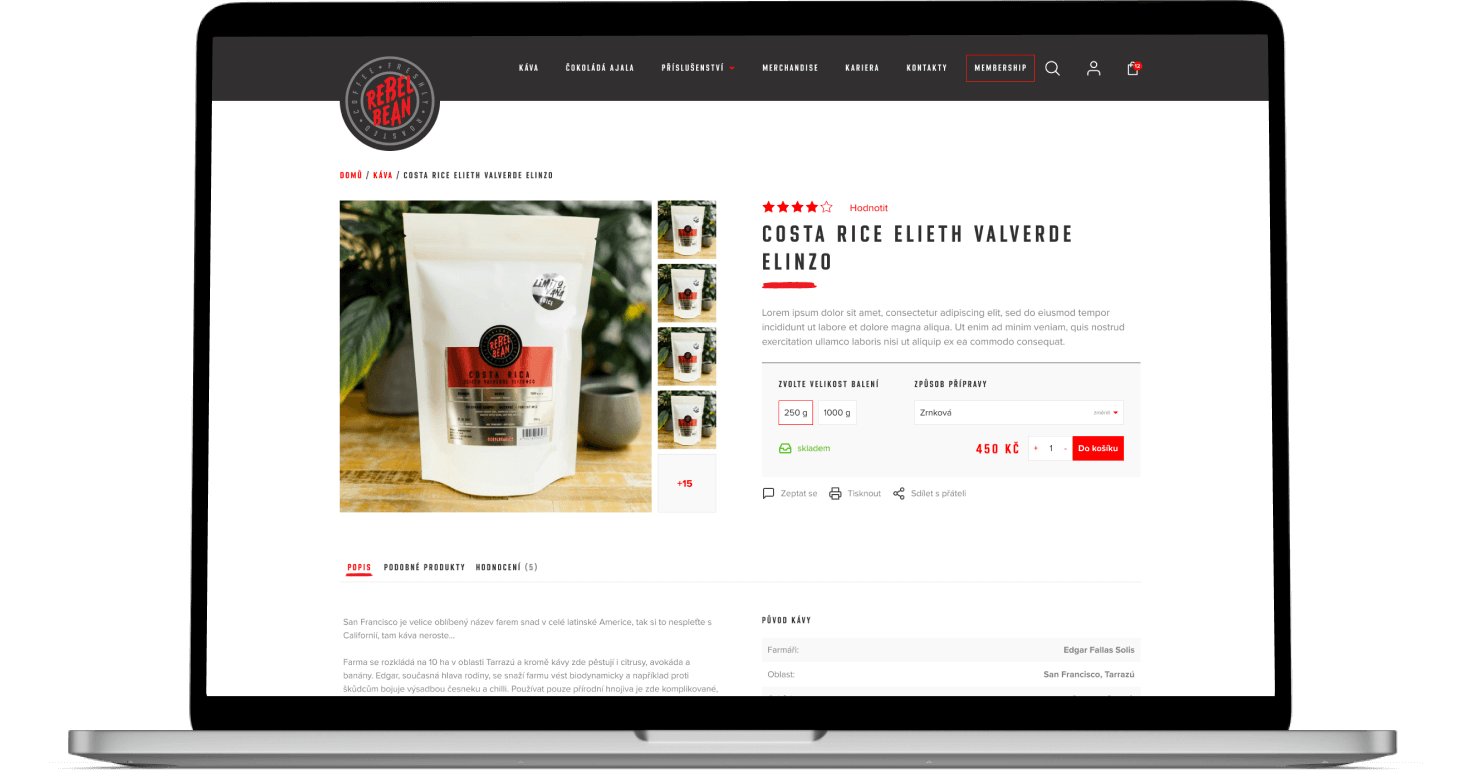 KÁVA ČOKOLÁDÁ AJALA PŘÍSLUŠENSTVÍ MERCHANDISE KARIERA KONTAKTY MEMBERSHIP 12
COFFEE • FRESHLY • ROASTED
REBEL
BEAN
DOMŮ / KÁVA / COSTA RICE ELIETH VALVERDE ELINZO
Hodnotit
COSTA RICE ELIETH VALVERDE
ELINZO
Lorem ipsum dolor sit amet, consectetur adipiscing elit, sed do eiusmod tempor
incididunt ut labore et dolore magna aliqua. Ut enim ad minim veniam, quis nostrud
exercitation ullamco laboris nisi ut aliquip ex ea commodo consequat.
REBEL
BEAN
COSTA RICA
+15
ZVOLTE VELIKOST BALENÍ ZPŮSOB PŘÍPRAVY
250 g 1000 g Zrnková
skladem 450 KČ + 1 - Do košíku
Zeptat se Tisknout Sdílet s přáteli
POPIS PODOBNÉ PRODUKTY HODNOCENÍ (5)
San Francisco je velice oblíbený název farem snad v celé latinské Americe, tak si to nespleťte s
Californií, tam káva neroste...
Farma se rozkládá na 10 ha v oblasti Tarrazú a kromě kávy zde pěstují i citrusy, avokáda a
banány. Edgar, současná hlava rodiny, se snaží farmu vést biodynamicky a například proti
škůdcům bojuje výsadbou česneku a chilli. Používat pouze přírodní hnojiva je zde komplikované,
PŮVOD KÁVY
Farmáři: Edgar Fallas Solis
Oblast: San Francisco, Tarrazú